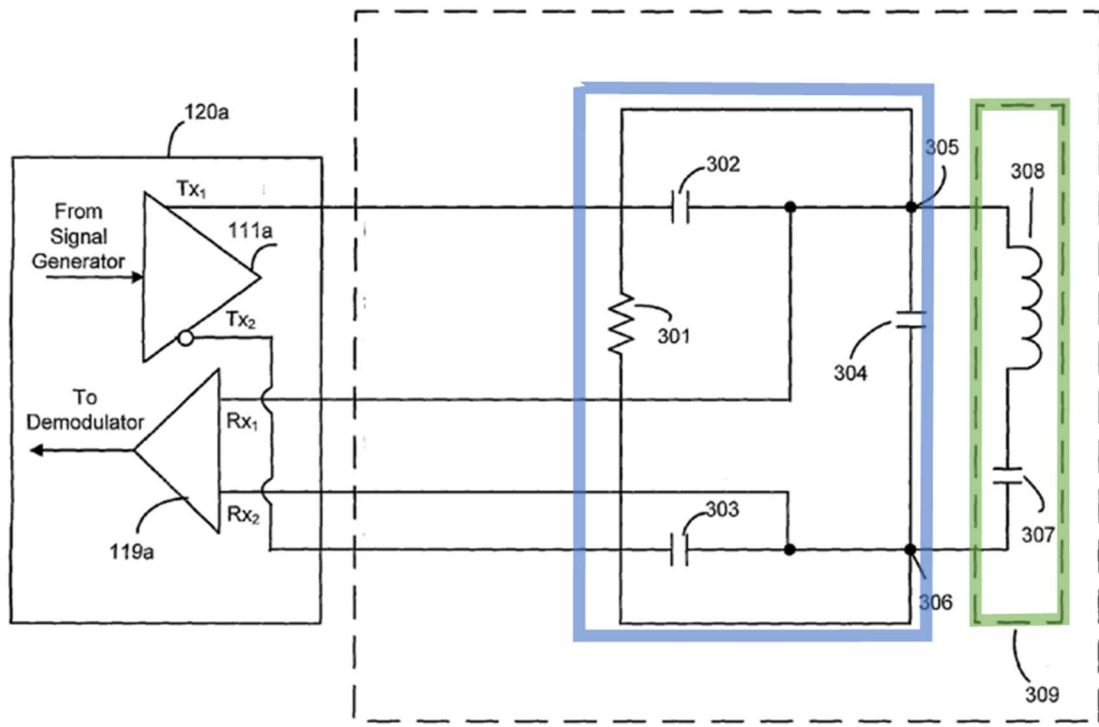 120a
Tx1
From
Signal
Generator
111a
Tx2
To
Demodulator
Rx1
Rx2
119a
302
305
308
301
304
303
307
306
309